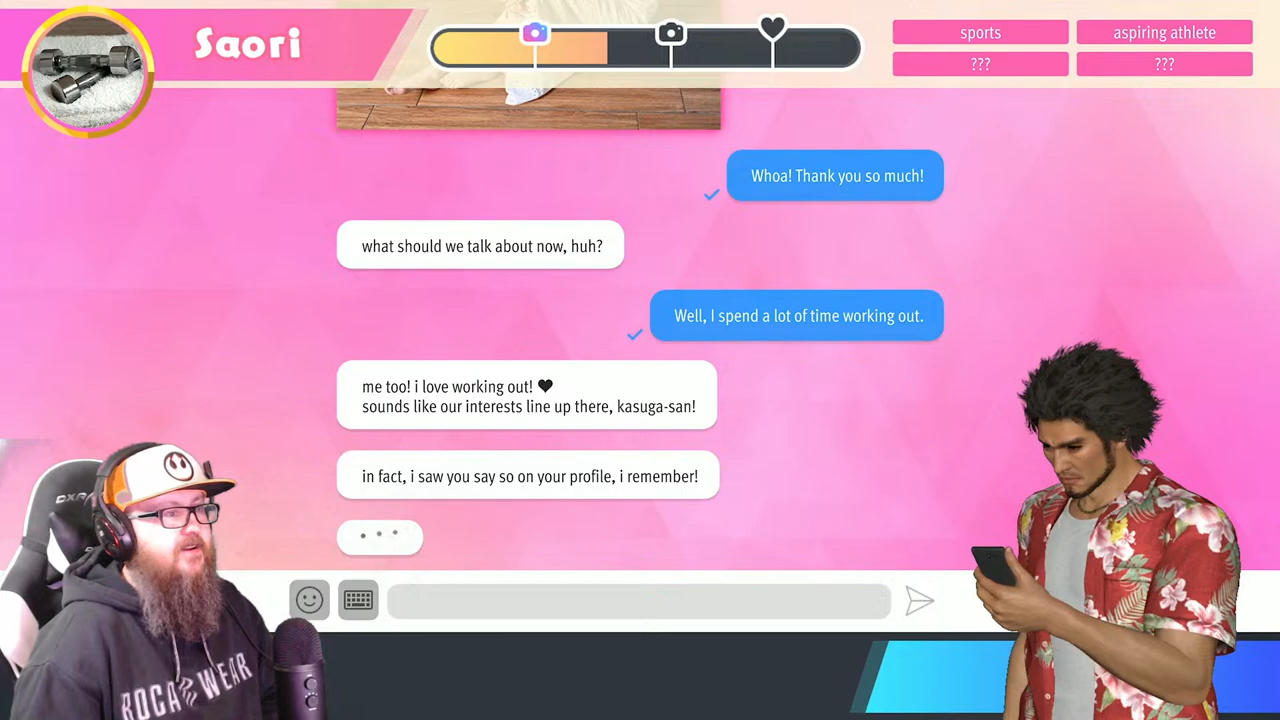 Saori
sports
aspiring athlete
???
???
Whoa! Thank you so much!
what should we talk about now, huh?
Well, I spend a lot of time working out.
me too! i love working out! ♥
sounds like our interests line up there, kasuga-san!
in fact, i saw you say so on your profile, i remember!
ROCAWEAR